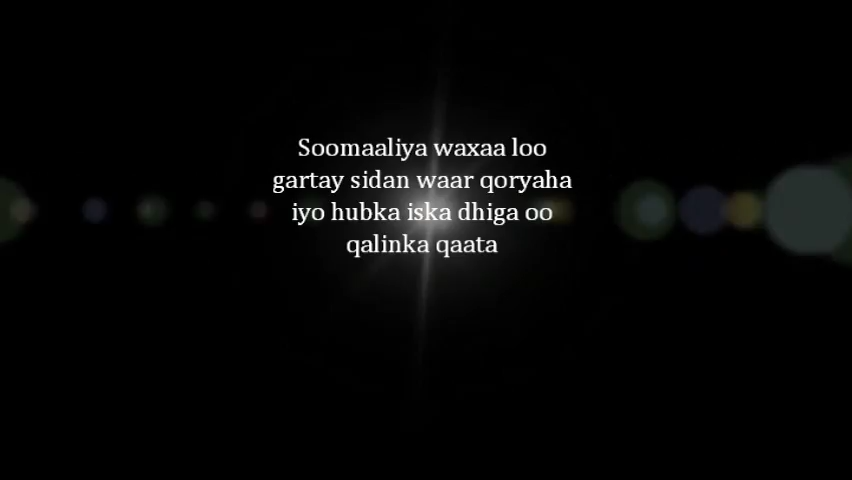 Soomaaliya waxaa loo
gartay sidan waar qoryaha
iyo hubka iska dhiga oo
qalinka qaata